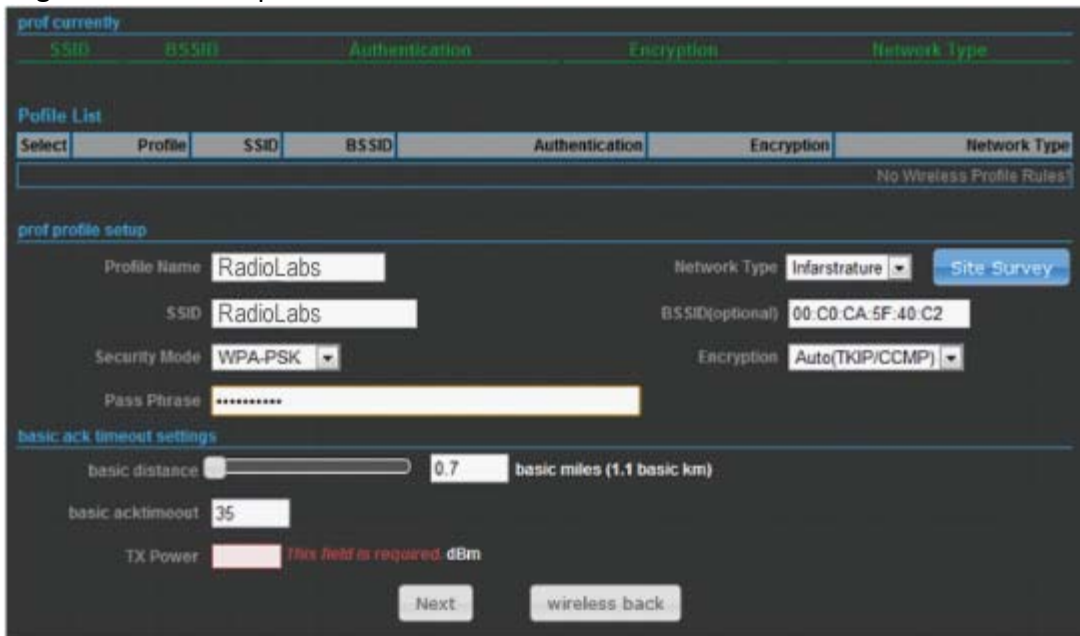 prof currently
SSID BSSID Authentication Encryption Network Type
Pofile List
Select Profile SSID BSSID Authentication Encryption Network Type
No Wireless Profile Rules!
prof profile setup
Profile Name RadioLabs Network Type Infarstrature Site Survey
SSID RadioLabs BSSID(optional) 00:C0:CA:5F:40:C2
Security Mode WPA-PSK Encryption Auto(TKIP/CCMP)
Pass Phrase ••••••••••
basic ack timeout settings
basic distance 0.7 basic miles (1.1 basic km)
basic acktimeout 35
TX Power This field is required. dBm
Next wireless back